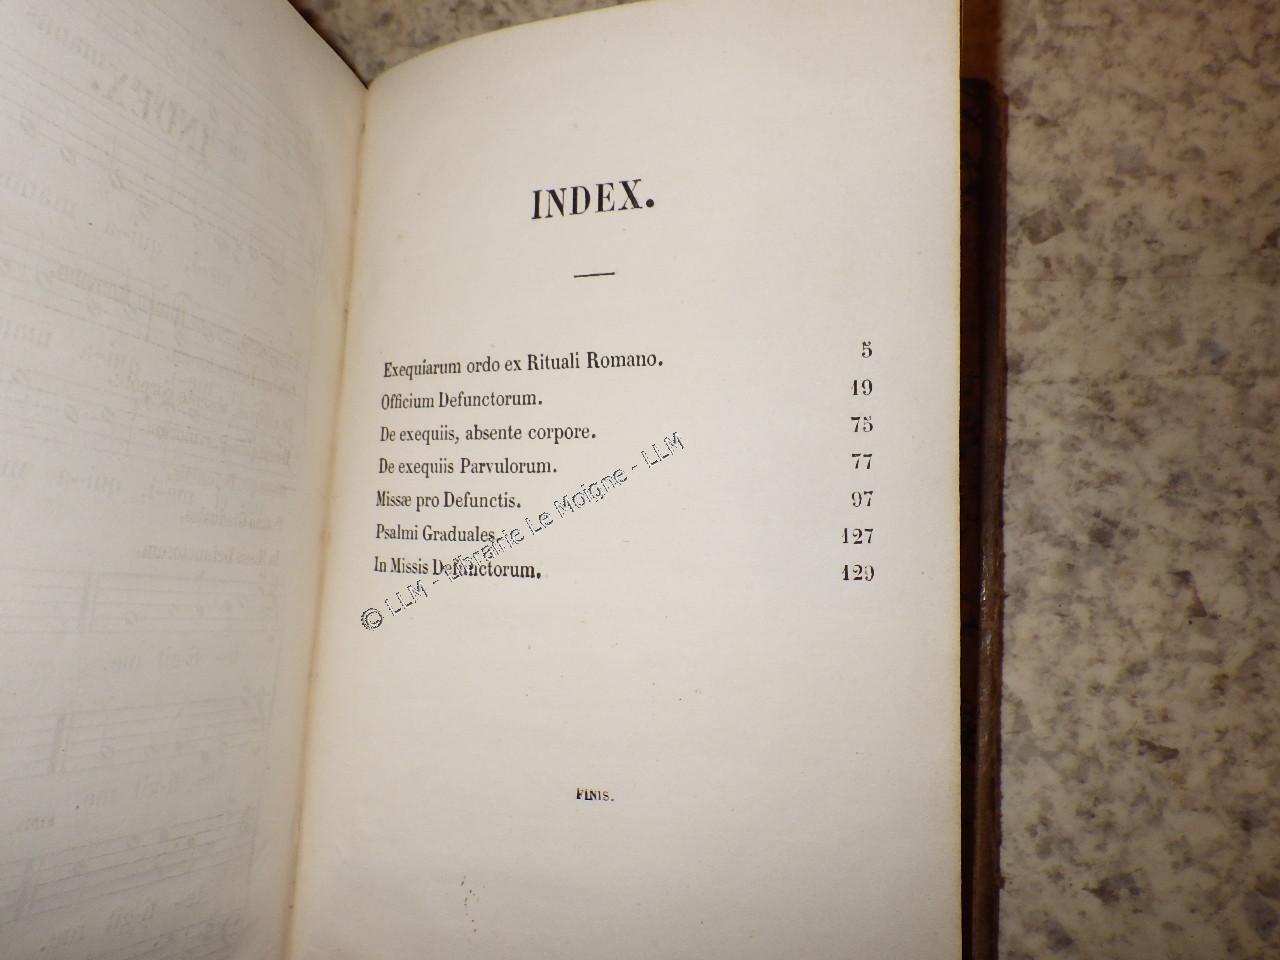 INDEX.
Exequiarum ordo ex Rituali Romano. 5
Officium Defunctorum. 19
De exequiis, absente corpore. 75
De exequiis Parvulorum. 77
Missæ pro Defunctis. 97
Psalmi Graduales. 127
In Missis Defunctorum. 129
© LLM - Librairie Le Moigne - LLM
FINIS.